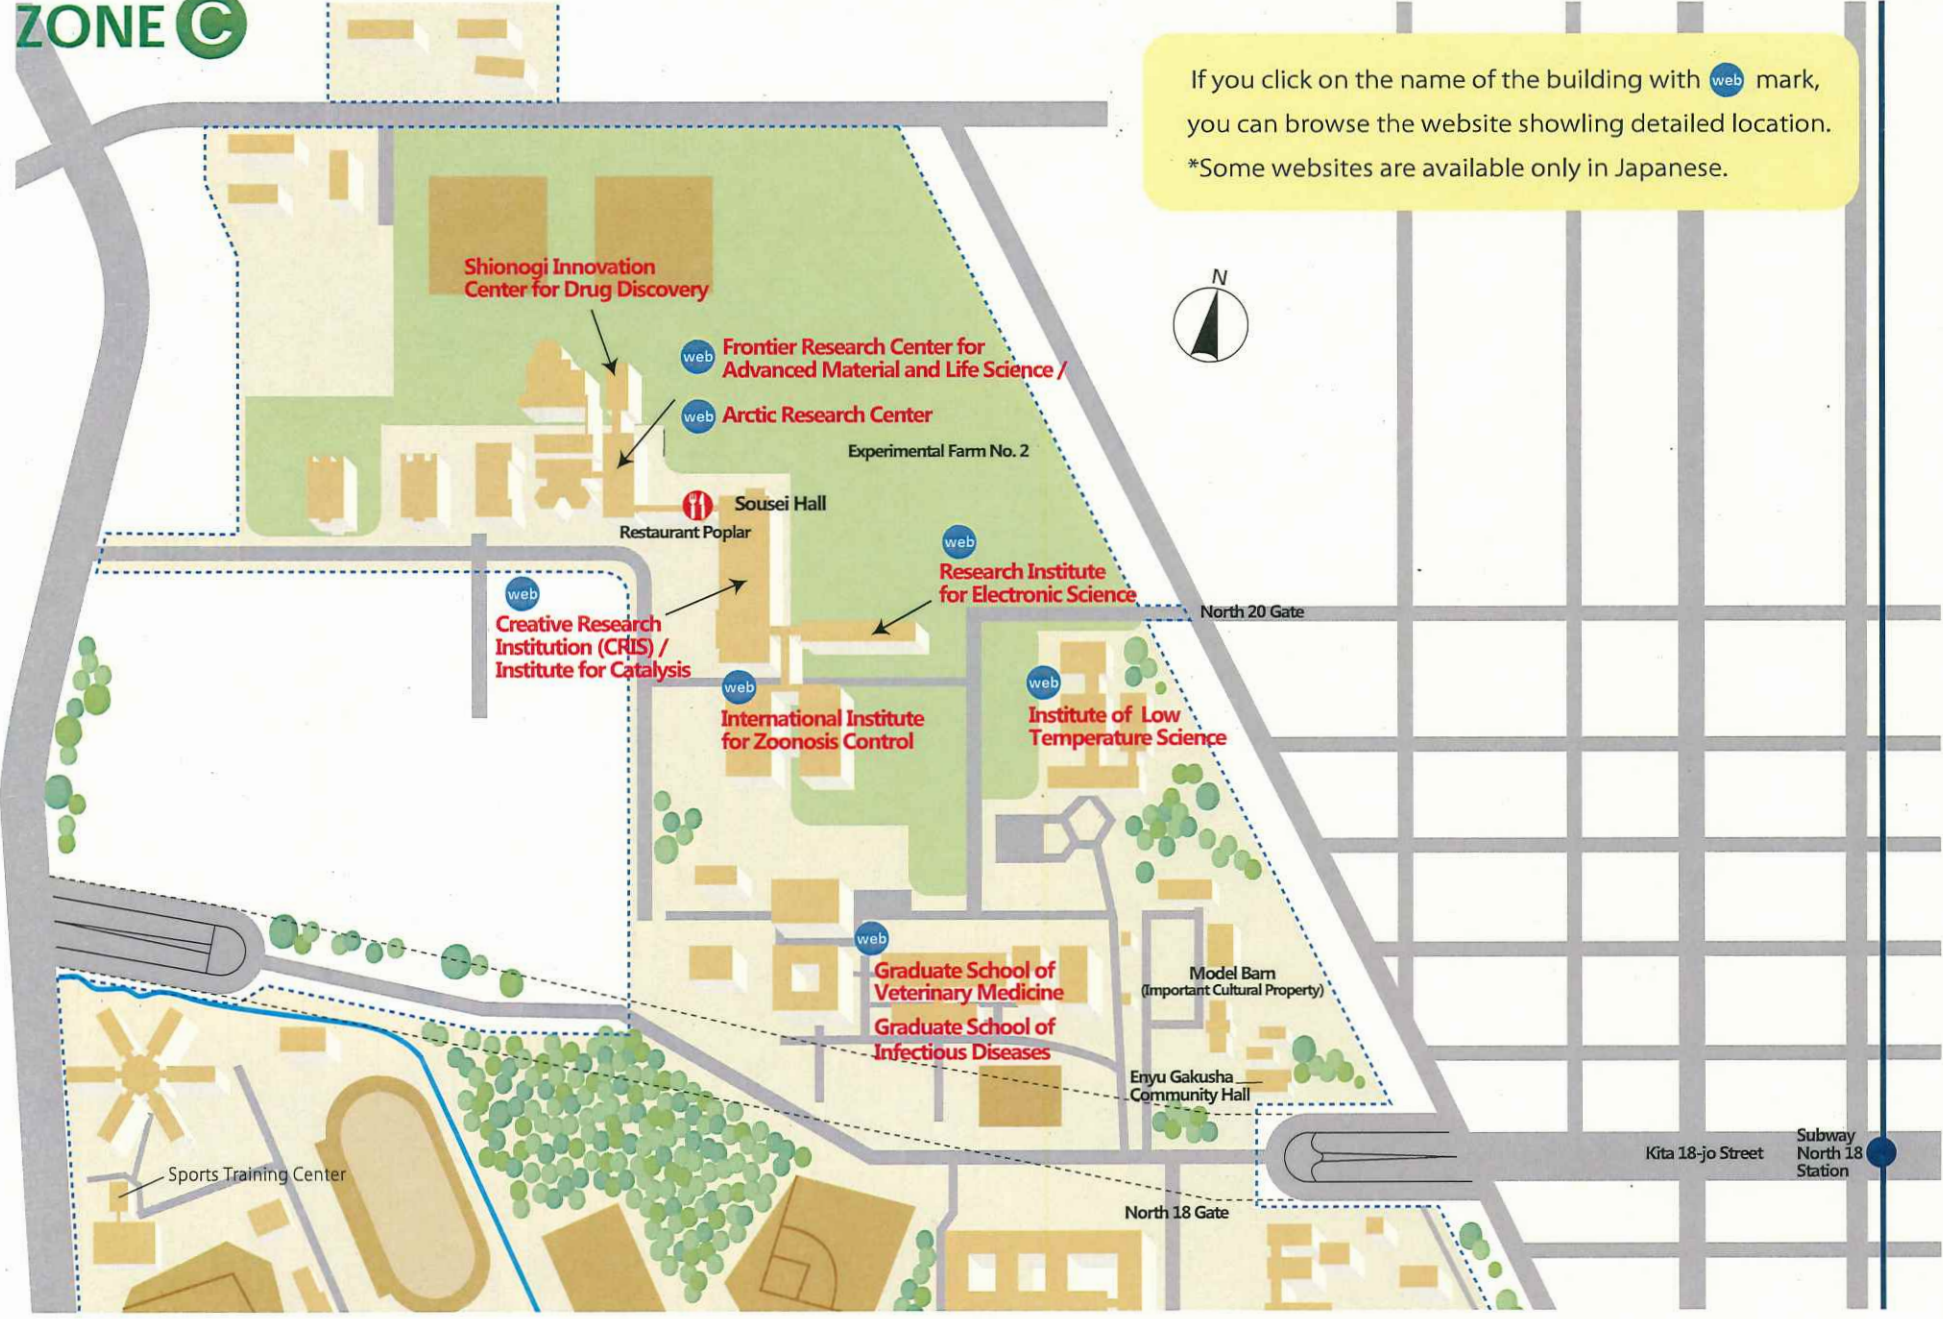 ZONE C
If you click on the name of the building with web mark,
you can browse the website showling detailed location.
*Some websites are available only in Japanese.
N
Shionogi Innovation
Center for Drug Discovery
web Frontier Research Center for
Advanced Material and Life Science /
web Arctic Research Center
Experimental Farm No. 2
Sousei Hall
Restaurant Poplar
web
Research Institute
for Electronic Science
web
Creative Research
Institution (CRIS) /
Institute for Catalysis
North 20 Gate
web
International Institute
for Zoonosis Control
web
Institute of Low
Temperature Science
web
Graduate School of
Veterinary Medicine
Graduate School of
Infectious Diseases
Model Barn
(Important Cultural Property)
Enyu Gakusha
Community Hall
Kita 18-jo Street
Subway
North 18
Station
Sports Training Center
North 18 Gate